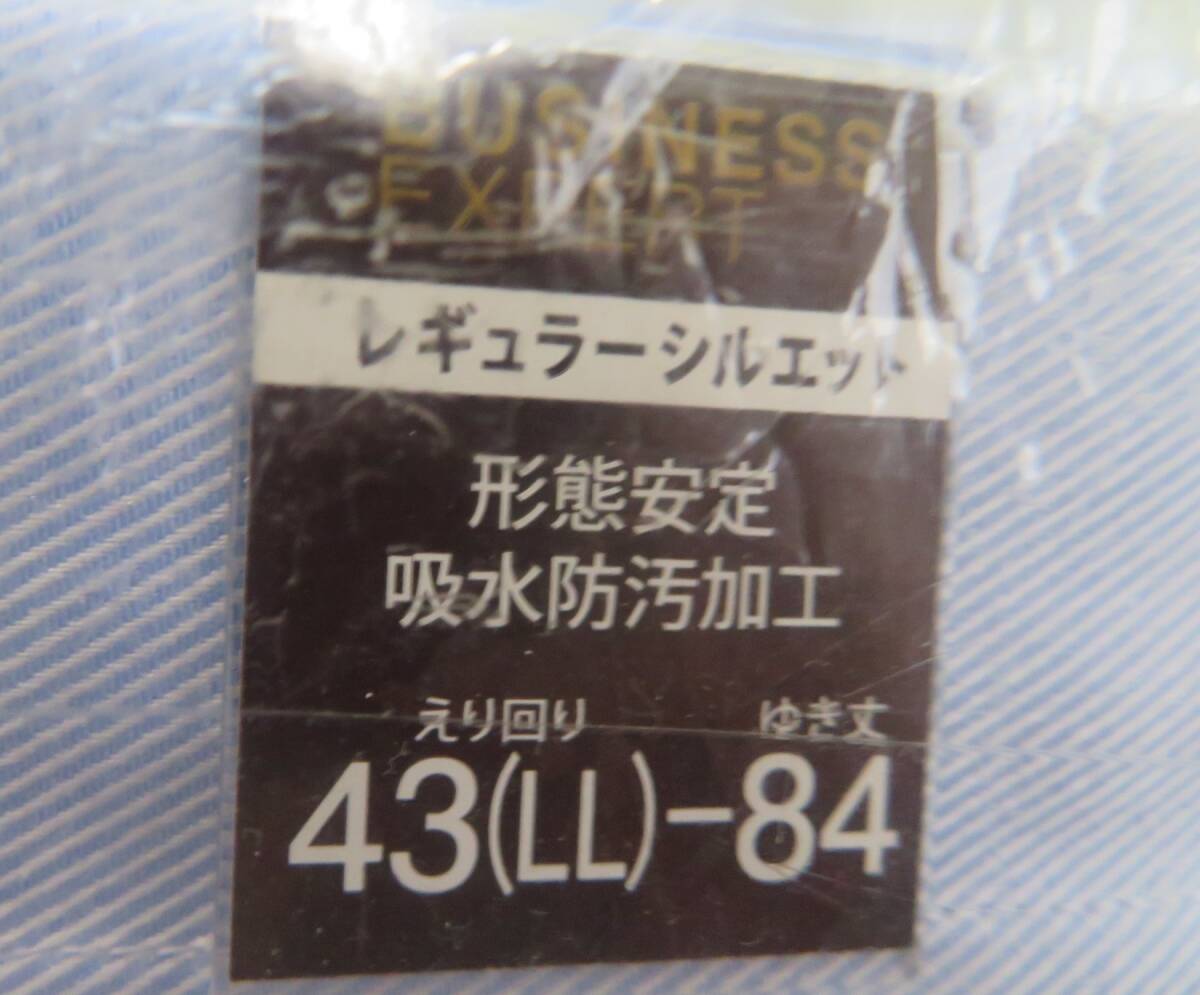 BUSINESS
EXPERT
レギュラーシルエット
形態安定
吸水防汚加工
えり回り ゆき丈
43(LL)-84